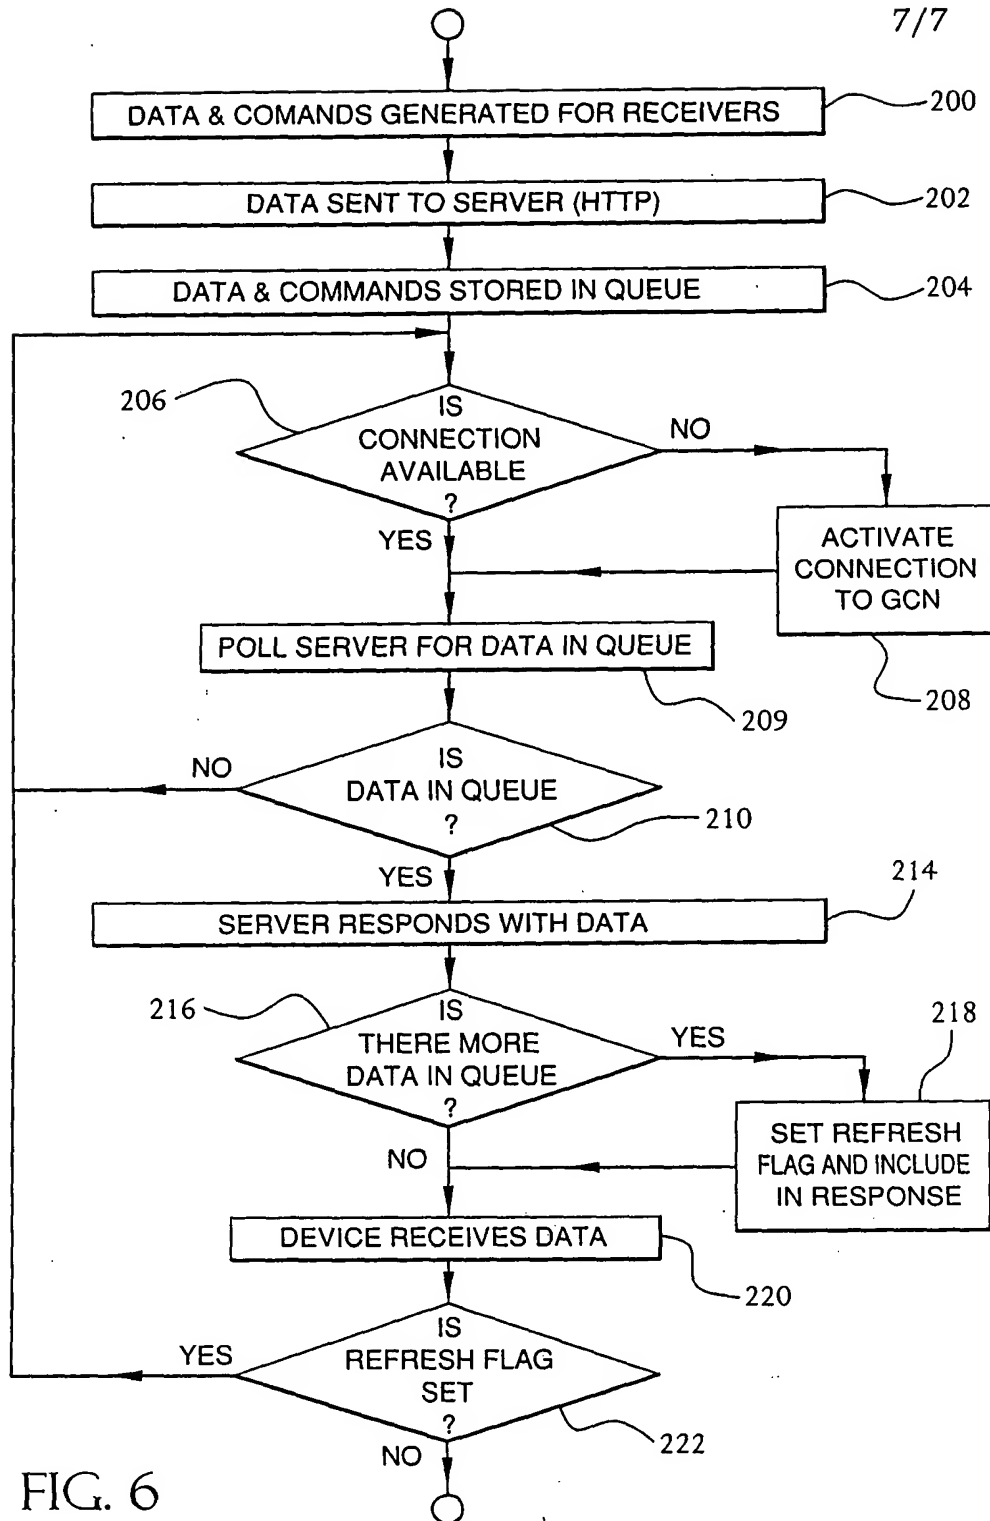 7/7
DATA & COMANDS GENERATED FOR RECEIVERS
200
DATA SENT TO SERVER (HTTP)
202
DATA & COMMANDS STORED IN QUEUE
204
206
IS
CONNECTION
AVAILABLE
?
NO
YES
ACTIVATE
CONNECTION
TO GCN
208
POLL SERVER FOR DATA IN QUEUE
209
IS
DATA IN QUEUE
?
NO
210
YES
214
SERVER RESPONDS WITH DATA
216
IS
THERE MORE
DATA IN QUEUE
?
YES
218
NO
SET REFRESH
FLAG AND INCLUDE
IN RESPONSE
DEVICE RECEIVES DATA
220
IS
REFRESH FLAG
SET
?
YES
222
NO
FIG. 6